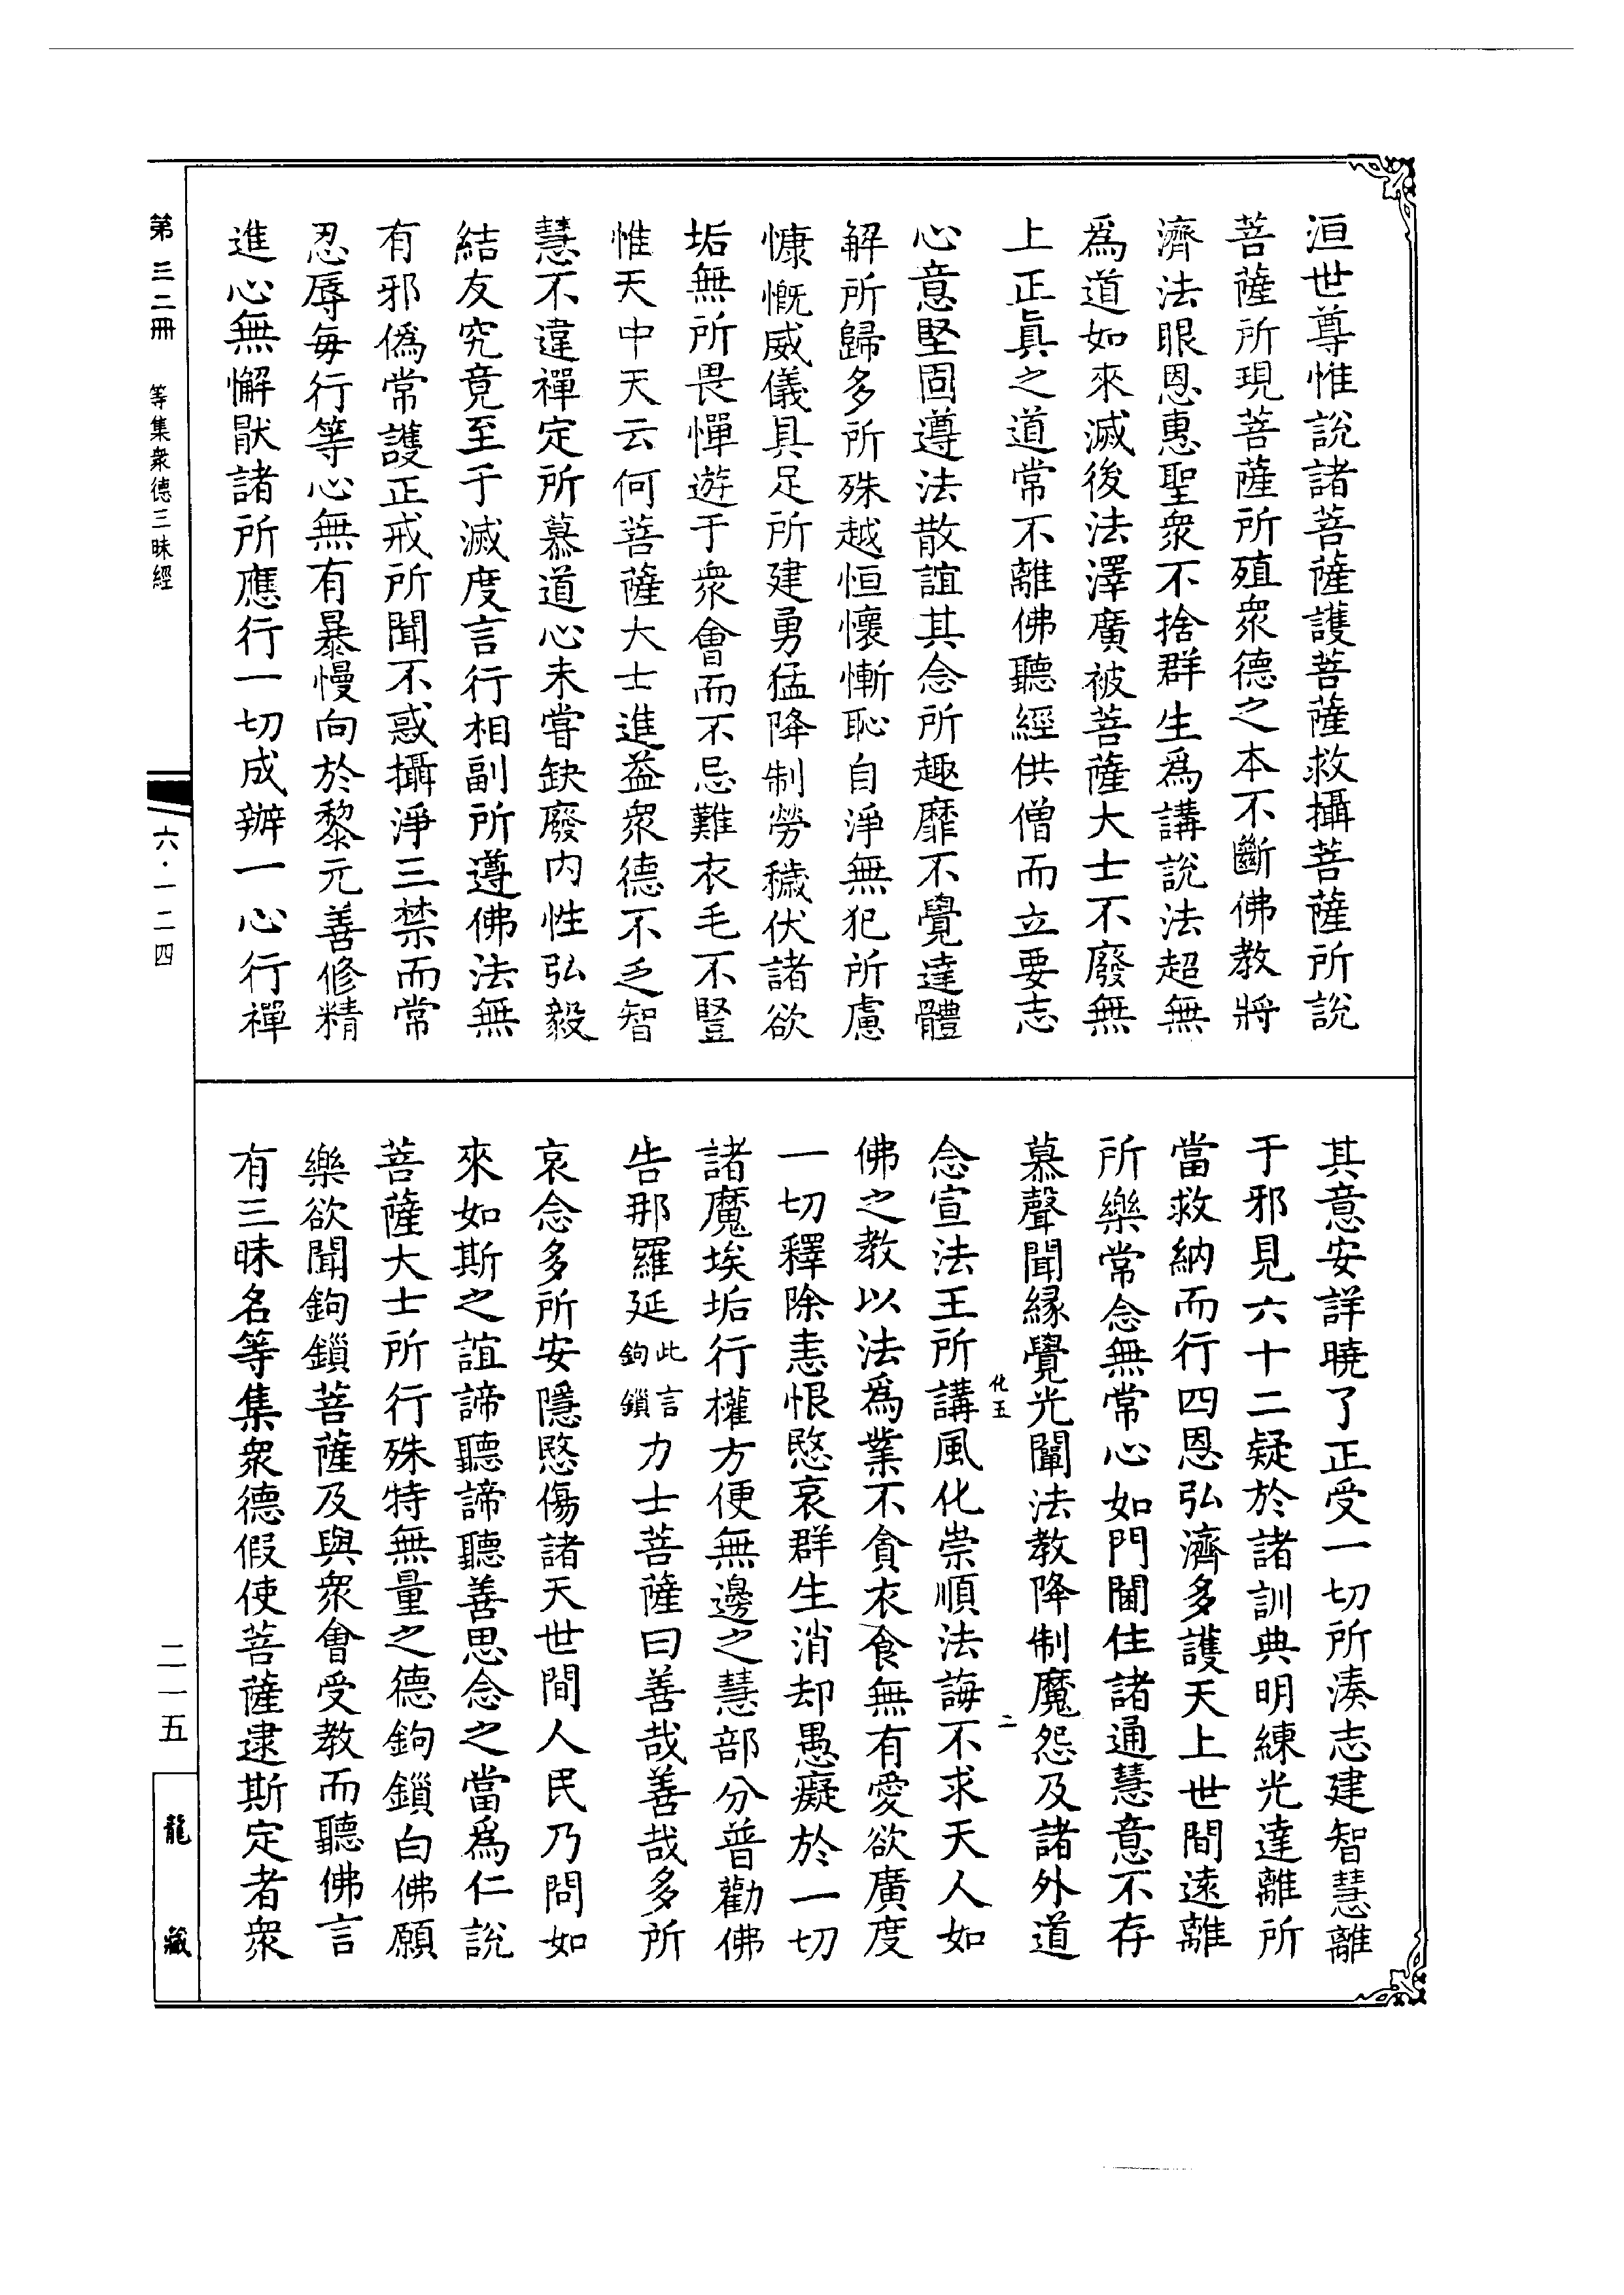 洹世尊惟說諸菩薩護菩薩救攝菩薩所說
菩薩所現菩薩所殖衆德之本不斷佛教將
濟法眼恩惠聖衆不捨群生爲講說法超無
爲道如來滅後法澤廣被菩薩大士不廢無
上正眞之道常不離佛聽經供僧而立要志
心意堅固遵法散誼其念所趣靡不覺達體
解所歸多所殊越恒懷慚恥自淨無犯所慮
慷慨威儀具足所建勇猛降制勞穢伏諸欲
垢無所畏憚遊于衆會而不忌難衣毛不豎
惟天中天云何菩薩大士進益衆德不乏智
慧不違禪定所慕道心未嘗缺廢内性弘毅
結友究竟至于滅度言行相副所遵佛法無
有邪僞常護正戒所聞不惑攝淨三禁而常
忍辱每行等心無有暴慢向於黎元善修精
進心無懈猒諸所應行一切成辦一心行禪
其意安詳曉了正受一切所湊志建智慧離
于邪見六十二疑於諸訓典明練光達離所
當救納而行四恩弘濟多護天上世間遠離
所樂常念無常心如門閫住諸通慧意不存
慕聲聞緣覺光闡法教降制魔怨及諸外道
化五 二
念宣法王所講風化崇順法誨不求天人如
佛之教以法爲業不貪衣食無有愛欲廣度
一切釋除恚恨愍哀群生消却愚癡於一切
諸魔埃垢行權方便無邊之慧部分普勸佛
告那羅延此言鉤鎖力士菩薩曰善哉善哉多所
哀念多所安隱愍傷諸天世間人民乃問如
來如斯之誼諦聽諦聽善思念之當爲仁說
菩薩大士所行殊特無量之德鉤鎖白佛願
樂欲聞鉤鎖菩薩及與衆會受教而聽佛言
有三昧名等集衆德假使菩薩逮斯定者衆
第三二冊 等集衆德三昧經 六·一二四 二一五 龍藏